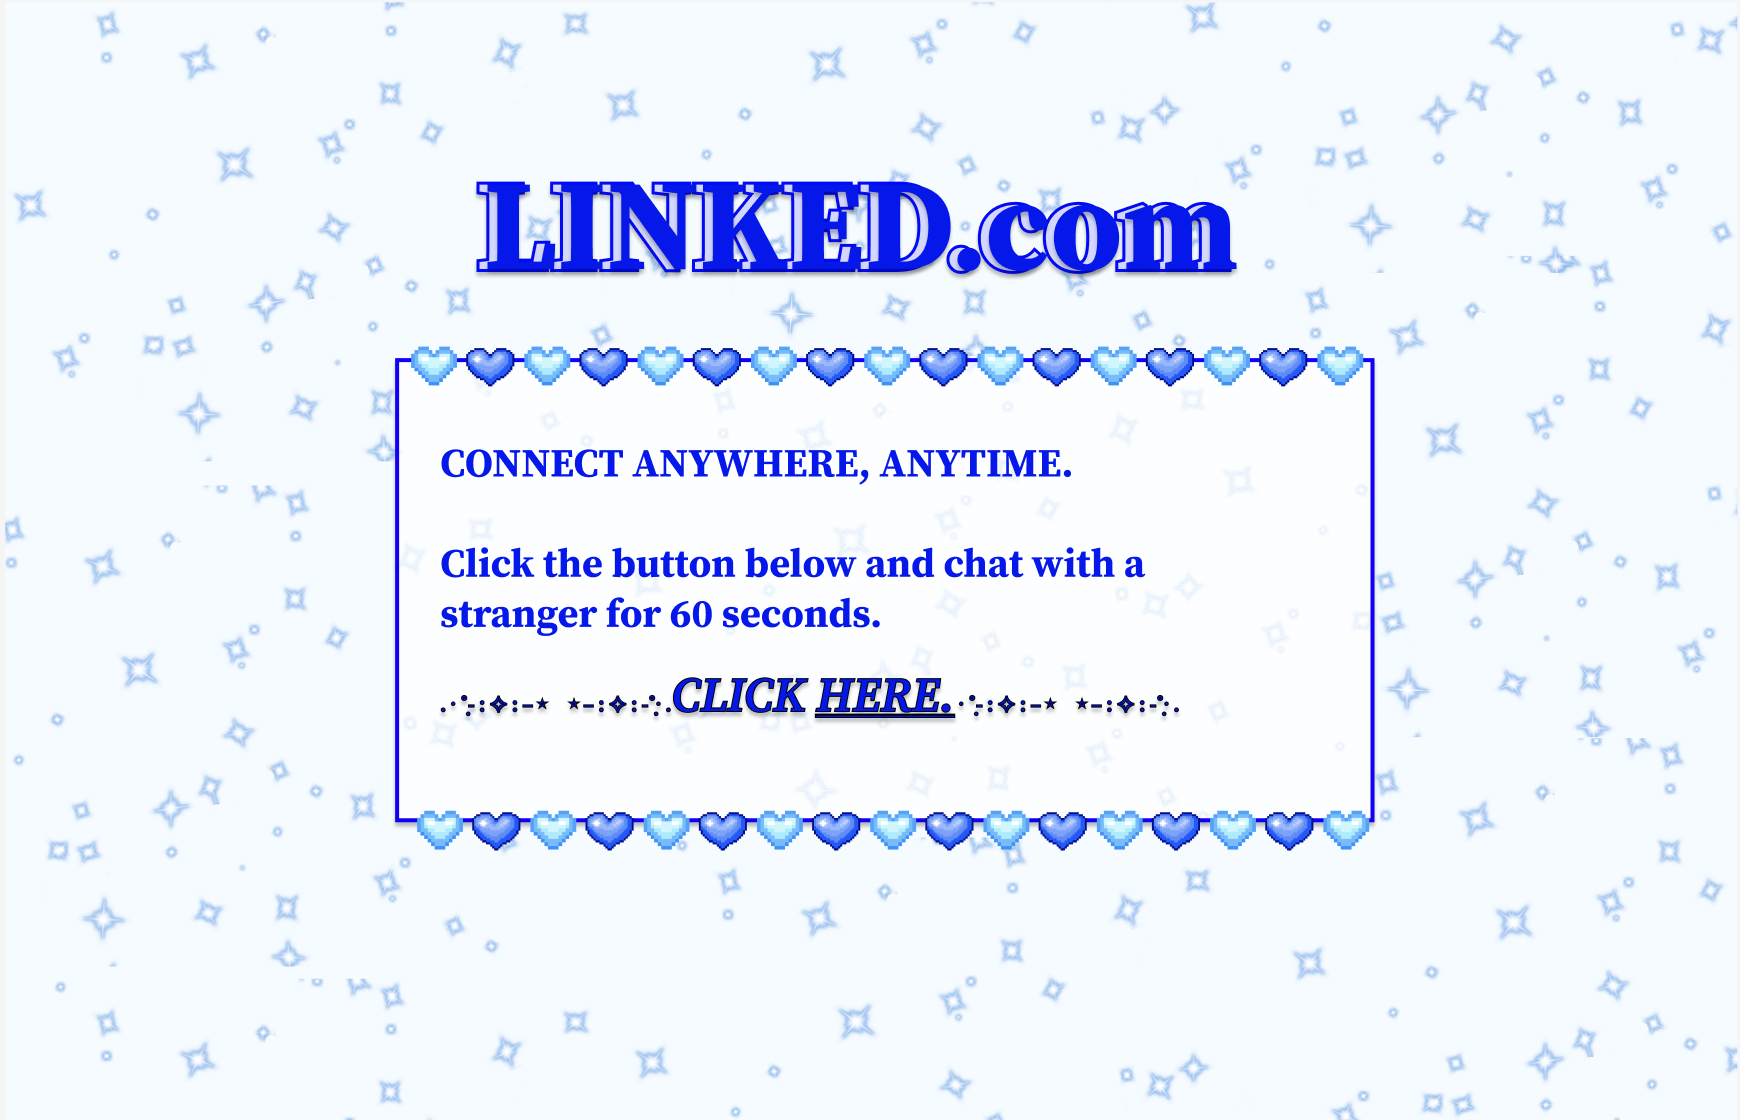 LINKED.com
CONNECT ANYWHERE, ANYTIME.
Click the button below and chat with a
stranger for 60 seconds.
CLICK HERE.